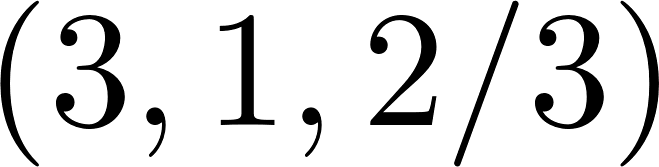 (3, 1, 2/3)